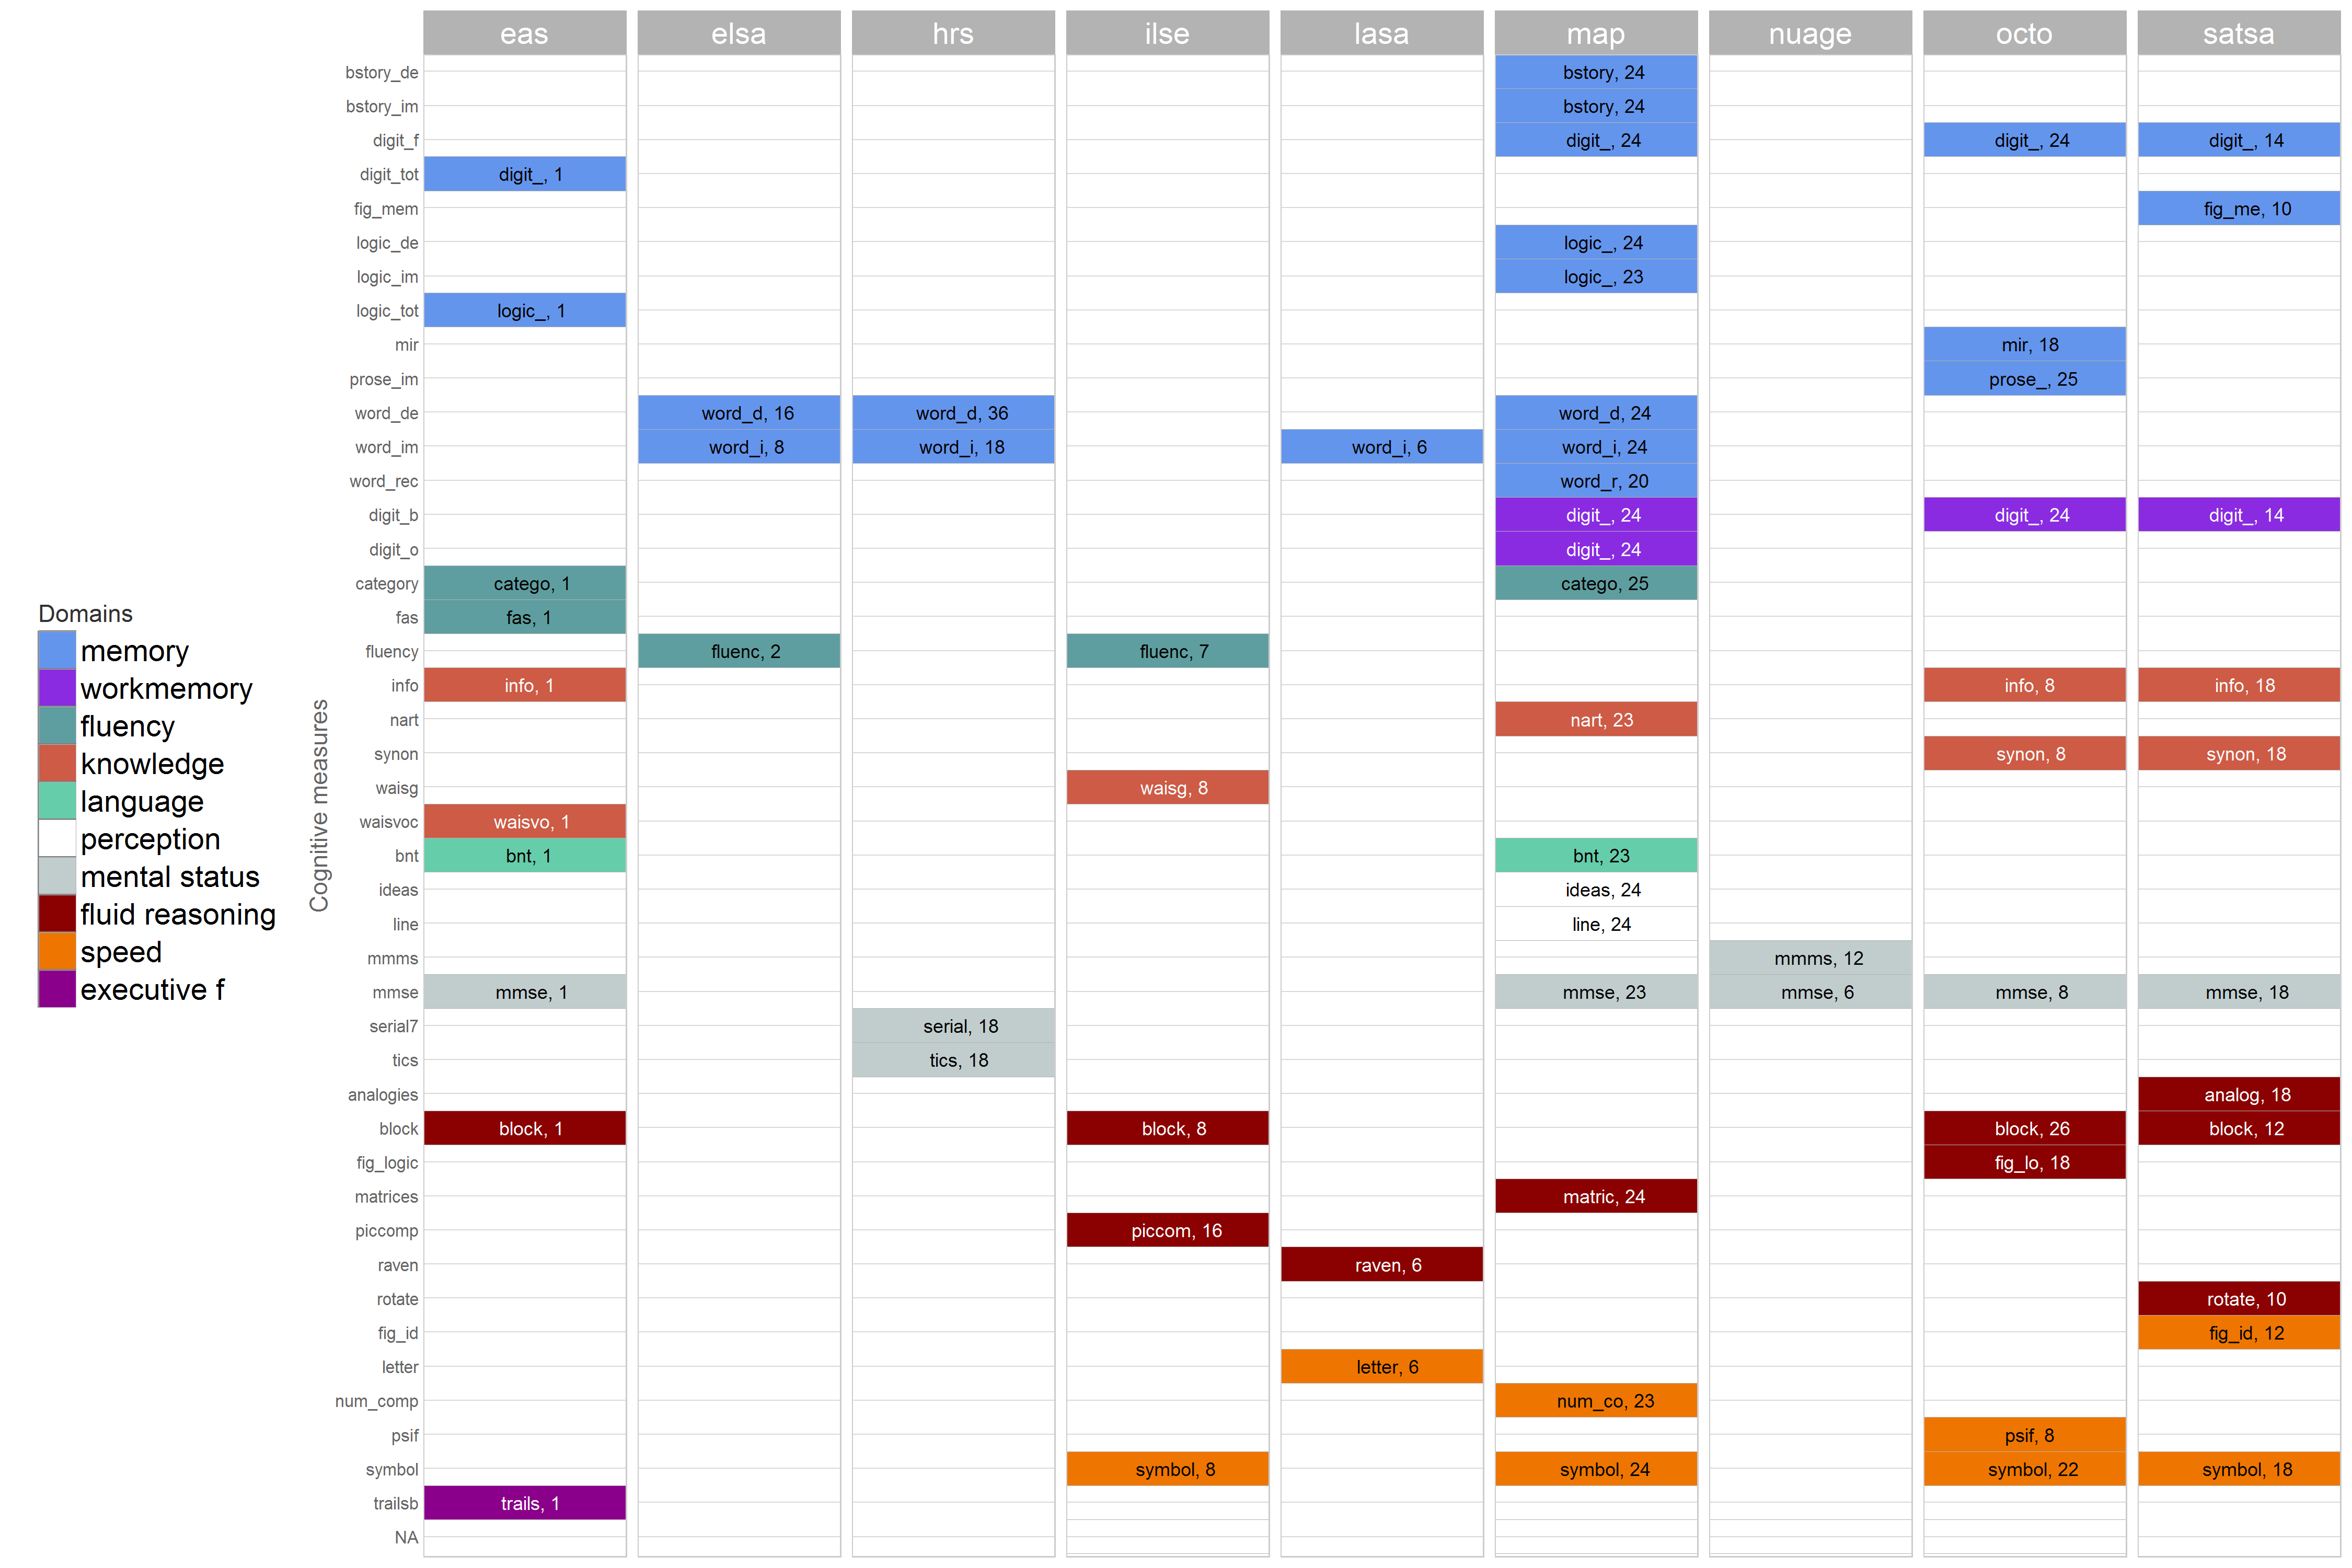 eas elsa hrs ilse lasa map nuage octo satsa
bstory_de bstory, 24
bstory_im bstory, 24
digit_f digit_, 24 digit_, 24 digit_, 14
digit_tot digit_, 1
fig_mem fig_me, 10
logic_de logic_, 24
logic_im logic_, 23
logic_tot logic_, 1
mir mir, 18
prose_im prose_, 25
word_de word_d, 16 word_d, 36 word_d, 24
word_im word_i, 8 word_i, 18 word_i, 6 word_i, 24
word_rec word_r, 20
digit_b digit_, 24 digit_, 24 digit_, 14
digit_o digit_, 24
category catego, 1 catego, 25
fas fas, 1
fluency fluenc, 2 fluenc, 7
info info, 1 info, 8 info, 18
nart nart, 23
synon synon, 8 synon, 18
waisg waisg, 8
waisvoc waisvo, 1
bnt bnt, 1 bnt, 23
ideas ideas, 24
line line, 24
mmms mmms, 12
mmse mmse, 1 mmse, 23 mmse, 6 mmse, 8 mmse, 18
serial7 serial, 18
tics tics, 18
analogies analog, 18
block block, 1 block, 8 block, 26 block, 12
fig_logic fig_lo, 18
matrices matric, 24
piccomp piccom, 16
raven raven, 6
rotate rotate, 10
fig_id fig_id, 12
letter letter, 6
num_comp num_co, 23
psif psif, 8
symbol symbol, 8 symbol, 24 symbol, 22 symbol, 18
trailsb trails, 1
NA
Cognitive measures
Domains
memory
workmemory
fluency
knowledge
language
perception
mental status
fluid reasoning
speed
executive f